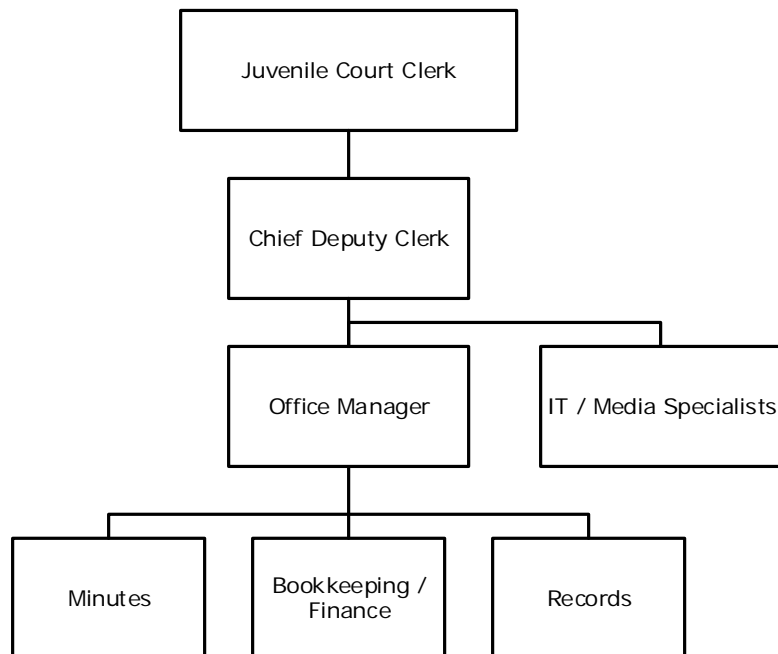 Juvenile Court Clerk
Chief Deputy Clerk
Office Manager
IT / Media Specialists
Minutes
Bookkeeping /
Finance
Records